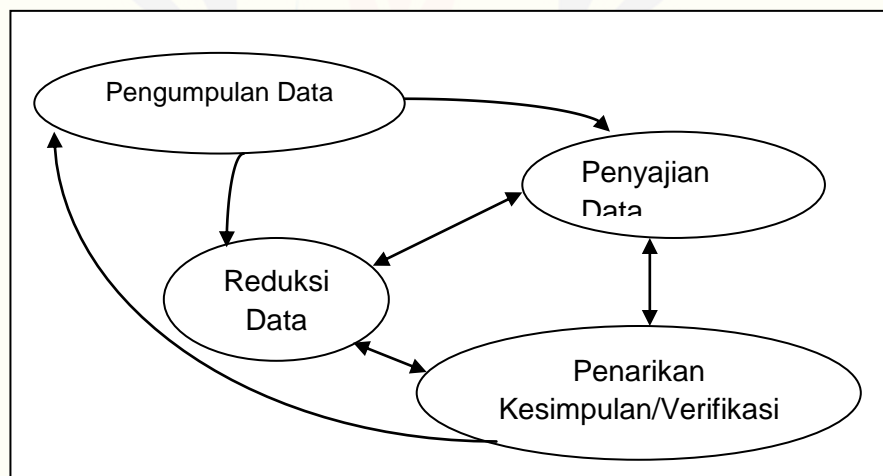 Pengumpulan Data
Penyajian
Data
Reduksi
Data
Penarikan
Kesimpulan/Verifikasi